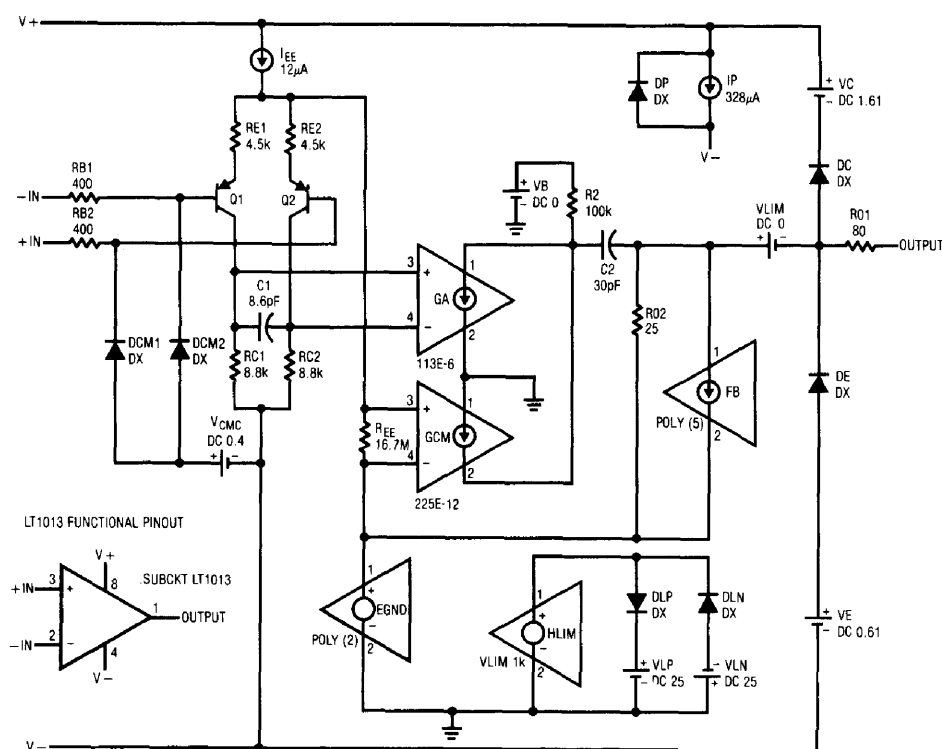 V+
IEE
12µA
RE1
4.5k
RE2
4.5k
DP
DX
IP
328µA
V−
+
−
VC
DC 1.61
RB1
400
−IN
RB2
400
+IN
Q1
Q2
+
−
VB
DC 0
R2
100k
DC
DX
VLIM
DC 0
+ −
RO1
80
OUTPUT
C2
30pF
3
+
1
GA
4
−
2
113E-6
C1
8.6pF
RC1
8.8k
RC2
8.8k
DCM1
DX
DCM2
DX
RO2
25
1
FB
2
POLY (5)
DE
DX
3
+
1
GCM
4
−
2
225E-12
REE
16.7M
VCMC
DC 0.4
+ −
LT1013 FUNCTIONAL PINOUT
V+
8
+IN
3
+
.SUBCKT LT1013
1
OUTPUT
−IN
2
−
4
V−
1
+
EGND
−
2
POLY (2)
1
+
HLIM
−
2
VLIM 1k
DLP
DX
DLN
DX
+
−
VLP
DC 25
−
+
VLN
DC 25
+
−
VE
DC 0.61
V−